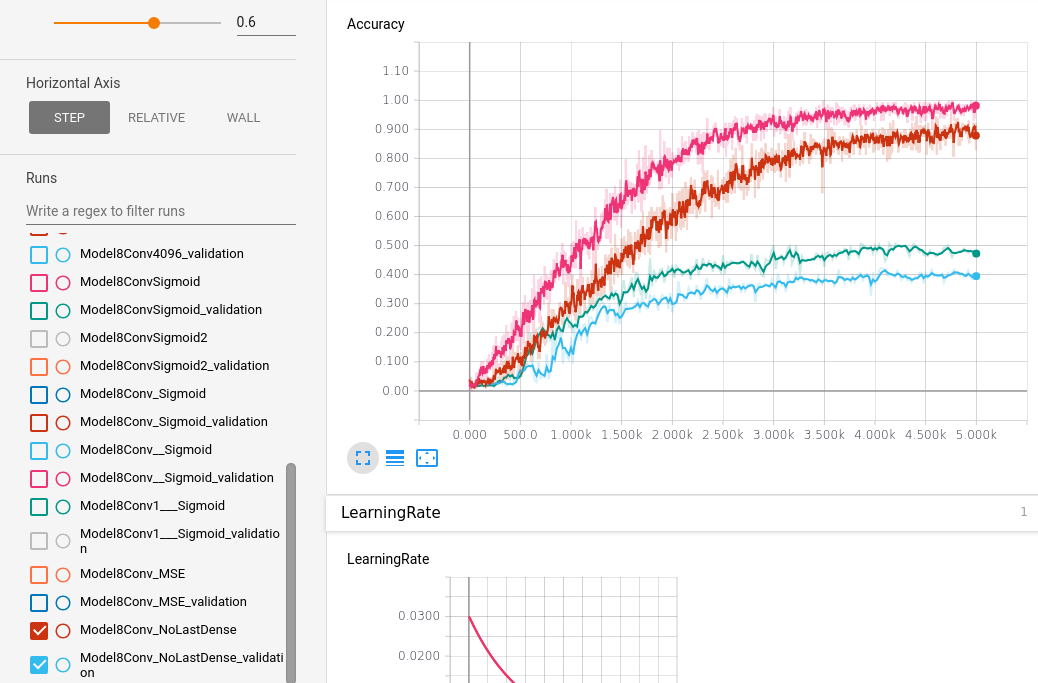 0.6
Horizontal Axis
STEP RELATIVE WALL
Runs
Write a regex to filter runs
Model8Conv4096_validation
Model8ConvSigmoid
Model8ConvSigmoid_validation
Model8ConvSigmoid2
Model8ConvSigmoid2_validation
Model8Conv_Sigmoid
Model8Conv_Sigmoid_validation
Model8Conv__Sigmoid
Model8Conv__Sigmoid_validation
Model8Conv1___Sigmoid
Model8Conv1___Sigmoid_validatio
n
Model8Conv_MSE
Model8Conv_MSE_validation
Model8Conv_NoLastDense
Model8Conv_NoLastDense_validati
on
Accuracy
1.10
1.00
0.900
0.800
0.700
0.600
0.500
0.400
0.300
0.200
0.100
0.00
0.000 500.0 1.000k 1.500k 2.000k 2.500k 3.000k 3.500k 4.000k 4.500k 5.000k
LearningRate 1
LearningRate
0.0300
0.0200